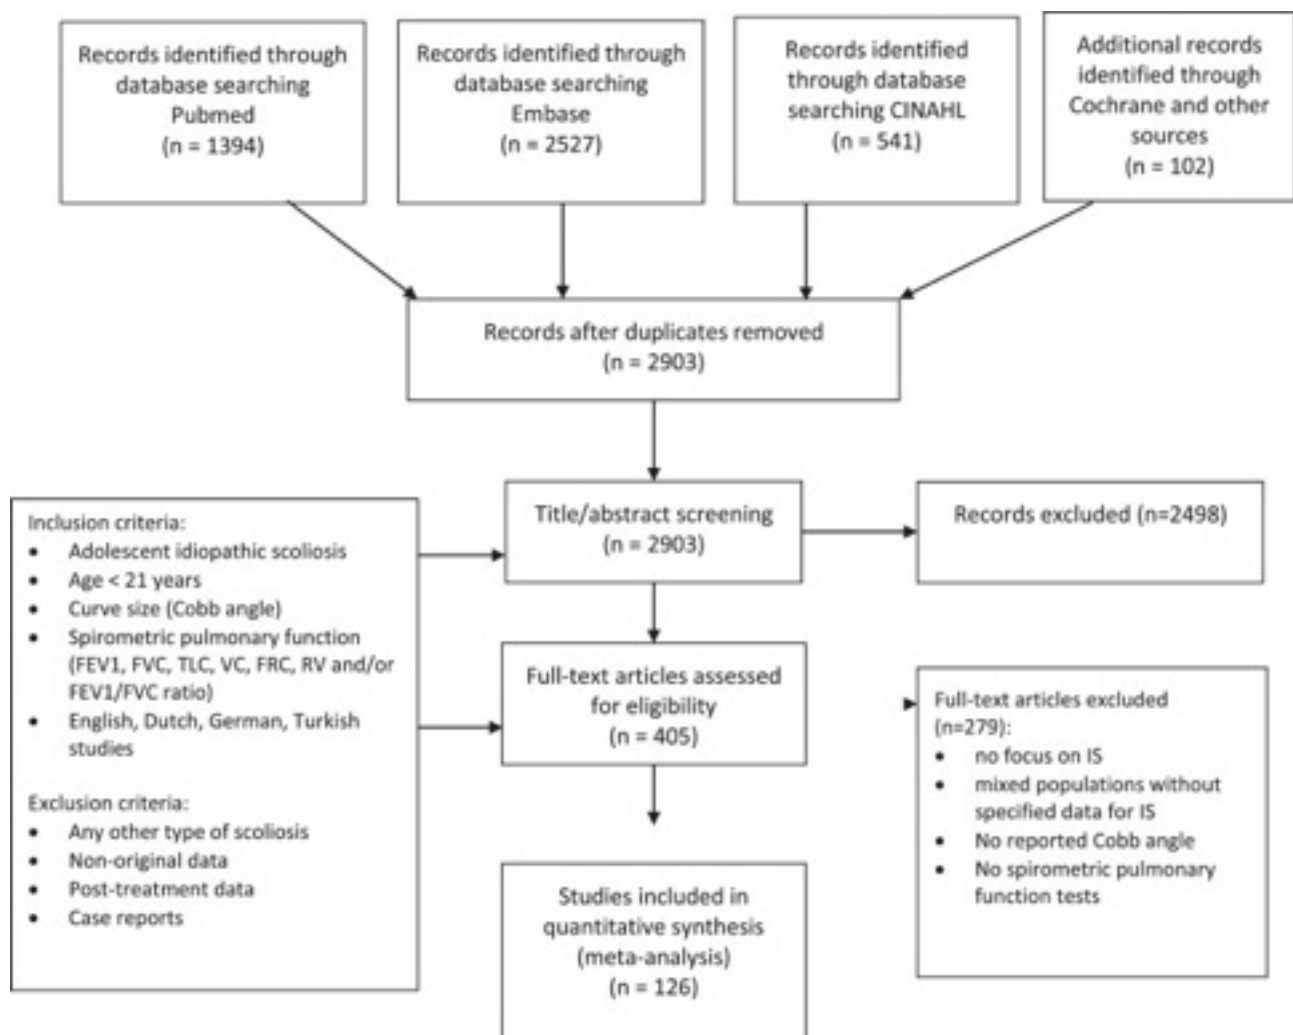 Records identified through
database searching
Pubmed
(n = 1394)
Records identified through
database searching
Embase
(n = 2527)
Records identified
through database
searching CINAHL
(n = 541)
Additional records
identified through
Cochrane and other
sources
(n = 102)
Records after duplicates removed
(n = 2903)
Title/abstract screening
(n = 2903)
Records excluded (n=2498)
Inclusion criteria:
• Adolescent idiopathic scoliosis
• Age < 21 years
• Curve size (Cobb angle)
• Spirometric pulmonary function
(FEV1, FVC, TLC, VC, FRC, RV and/or
FEV1/FVC ratio)
• English, Dutch, German, Turkish
studies
Exclusion criteria:
• Any other type of scoliosis
• Non-original data
• Post-treatment data
• Case reports
Full-text articles assessed
for eligibility
(n = 405)
Full-text articles excluded
(n=279):
• no focus on IS
• mixed populations without
specified data for IS
• No reported Cobb angle
• No spirometric pulmonary
function tests
Studies included in
quantitative synthesis
(meta-analysis)
(n = 126)